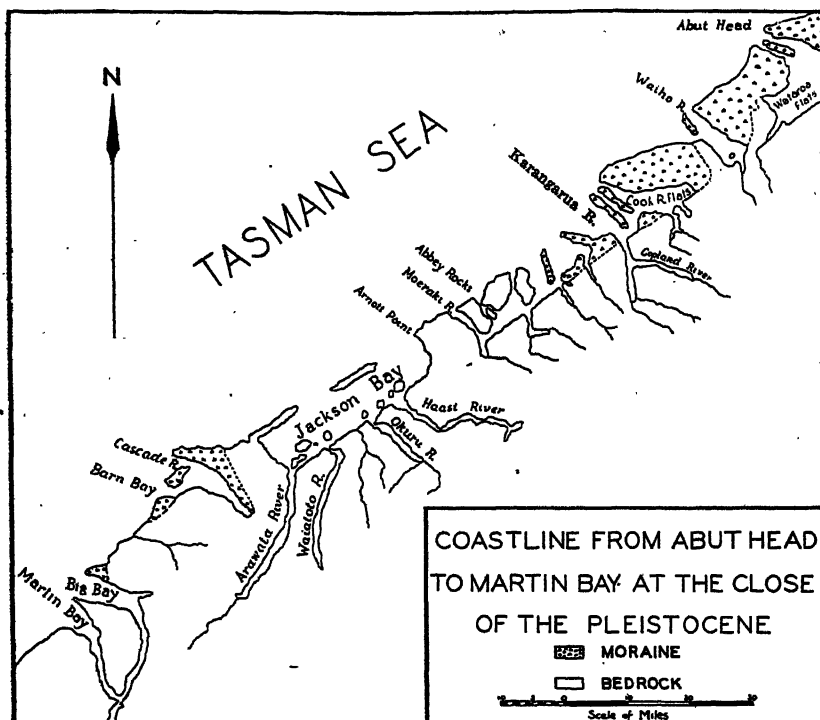 Abut Head
N
Waiho R.
Wataroa
Flats
TASMAN SEA
Karangarua R.
Cook R. Flats
Copland River
Abbey Rocks
Moeraki R.
Arnott Point
Jackson Bay
Haast River
Okuru R.
Cascade R.
Barn Bay
Arawata River
Waiatoto R.
Big Bay
Martin Bay
COASTLINE FROM ABUT HEAD
TO MARTIN BAY AT THE CLOSE
OF THE PLEISTOCENE
MORAINE
BEDROCK
Scale of Miles